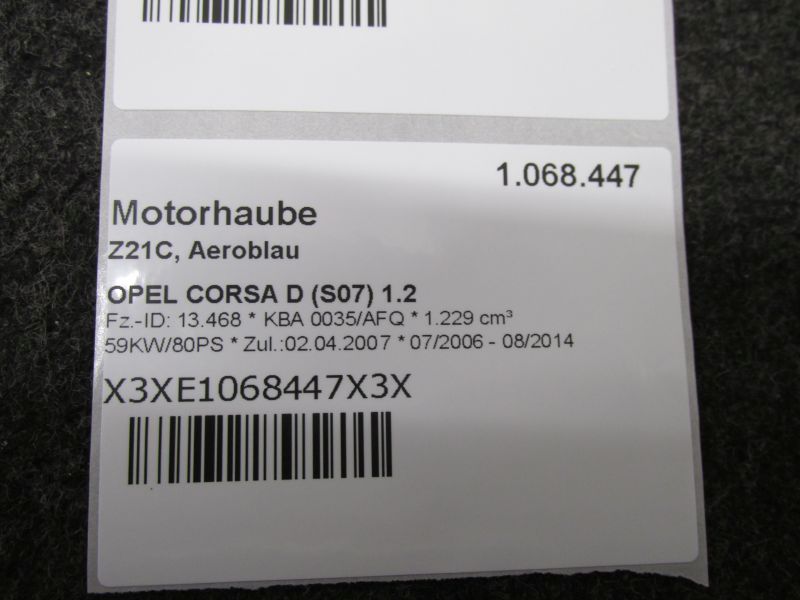 1.068.447
Motorhaube
Z21C, Aeroblau
OPEL CORSA D (S07) 1.2
Fz.-ID: 13.468 * KBA 0035/AFQ * 1.229 cm³
59KW/80PS * Zul.:02.04.2007 * 07/2006 - 08/2014
X3XE1068447X3X